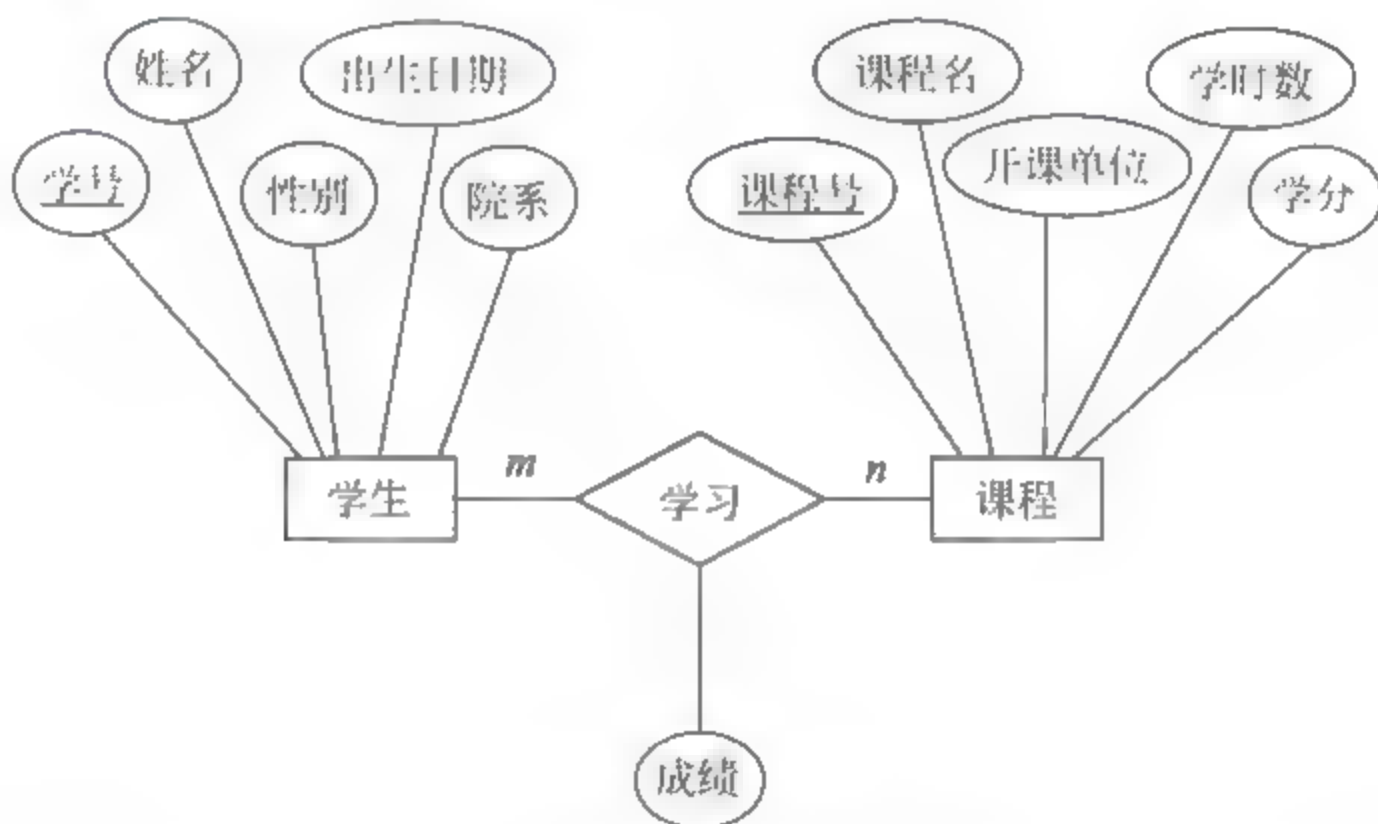 姓名
出生日期
课程名
学时数
学号
性别
院系
课程号
开课单位
学分
学生
m
学习
n
课程
成绩